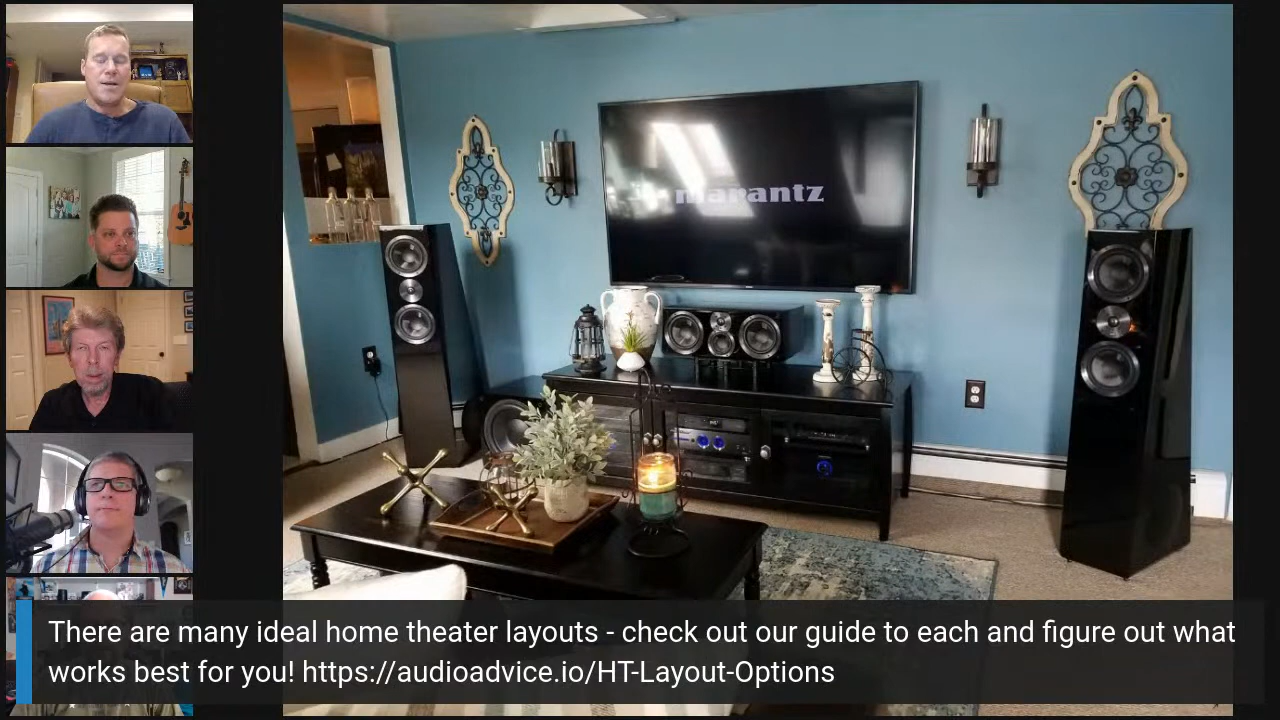 marantz
There are many ideal home theater layouts - check out our guide to each and figure out what
works best for you! https://audioadvice.io/HT-Layout-Options